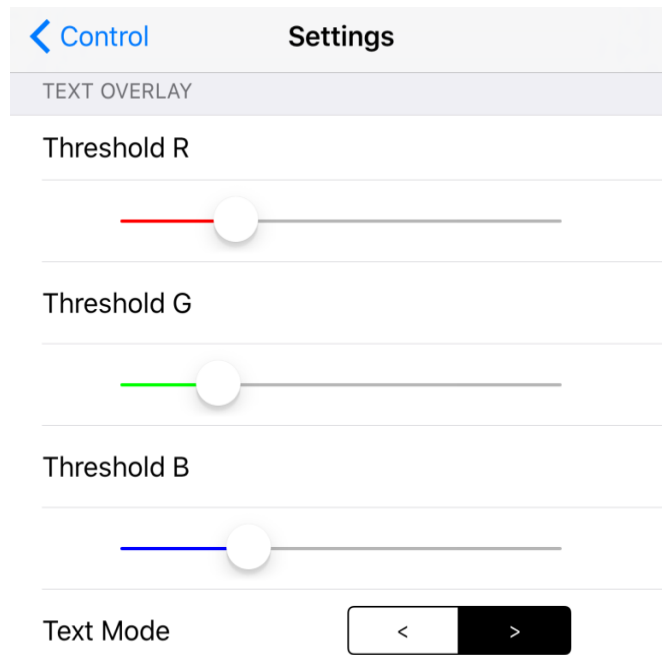 Control Settings
TEXT OVERLAY
Threshold R
Threshold G
Threshold B
Text Mode < >